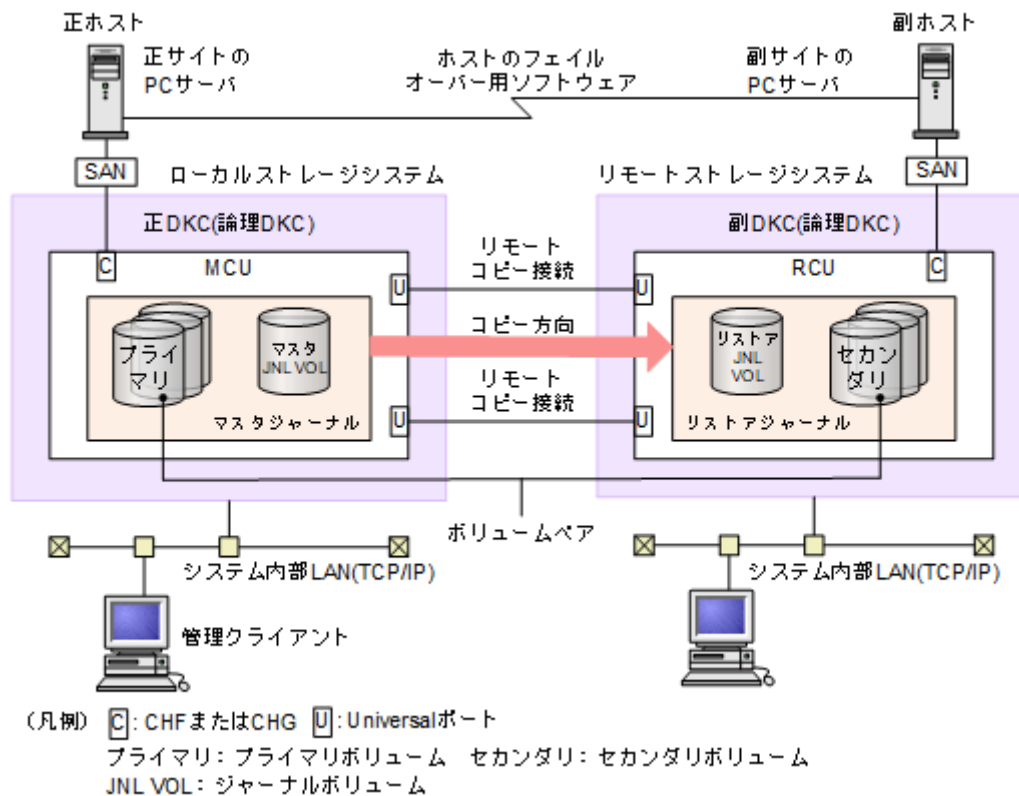 正ホスト
副ホスト
正サイトの
PCサーバ
ホストのフェイル
オーバー用ソフトウェア
副サイトの
PCサーバ
SAN
SAN
ローカルストレージシステム
リモートストレージシステム
正DKC(論理DKC)
副DKC(論理DKC)
C
MCU
リモート
コピー接続
RCU
C
U
U
プライ
マリ
マスタ
JNL VOL
コピー方向
リストア
JNL
VOL
セカン
ダリ
マスタジャーナル
U
リモート
コピー接続
U
リストアジャーナル
ボリュームペア
システム内部LAN(TCP/IP)
システム内部LAN(TCP/IP)
管理クライアント
(凡例) C:CHFまたはCHG U:Universalポート
プライマリ:プライマリボリューム セカンダリ:セカンダリボリューム
JNL VOL:ジャーナルボリューム